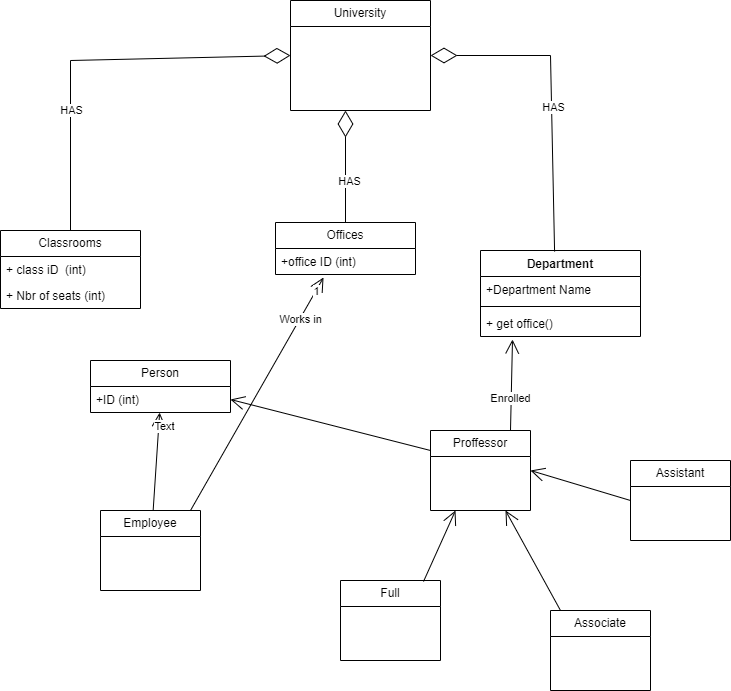 University
HAS
HAS
HAS
Classrooms
+ class iD  (int)
+ Nbr of seats (int)
Offices
+office ID (int)
Department
+Department Name
+ get office()
1
Works in
Person
+ID (int)
Text
Enrolled
Proffessor
Assistant
Employee
Full
Associate